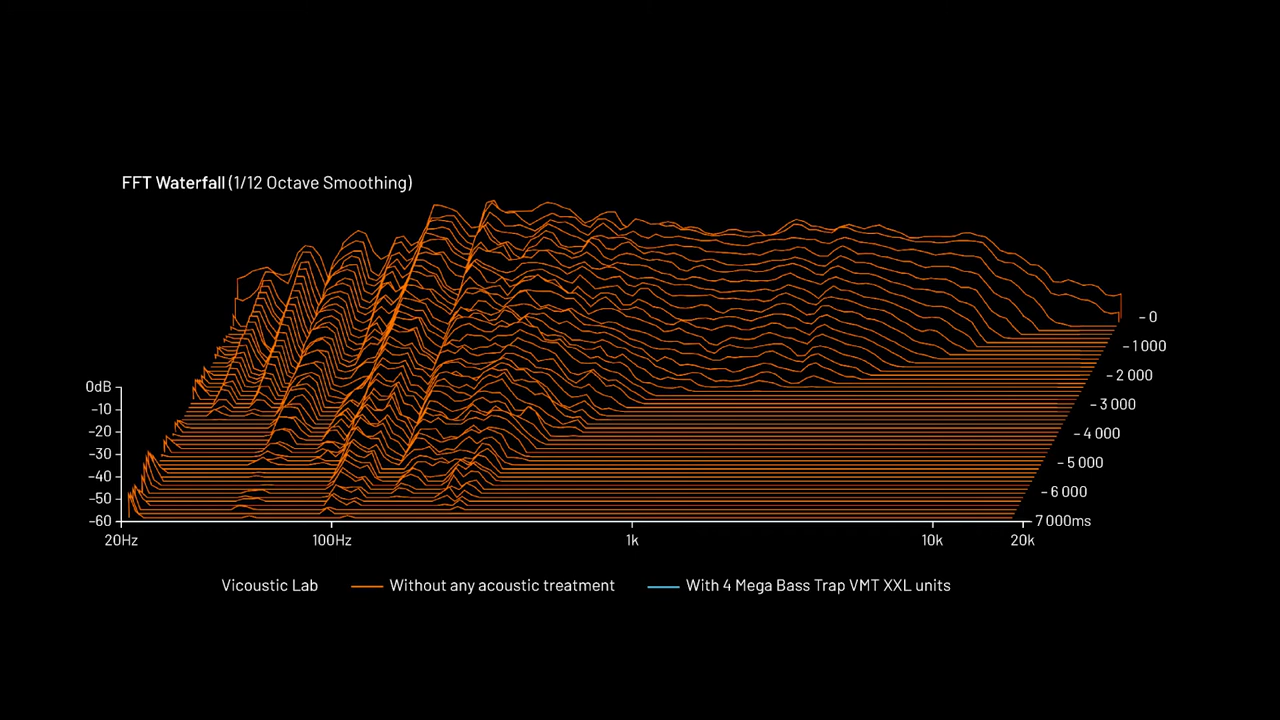 FFT Waterfall (1/12 Octave Smoothing)
0dB
–10
–20
–30
–40
–50
–60
20Hz
100Hz
1k
10k
20k
– 0
– 1 000
– 2 000
– 3 000
– 4 000
– 5 000
– 6 000
7 000ms
Vicoustic Lab
Without any acoustic treatment
With 4 Mega Bass Trap VMT XXL units